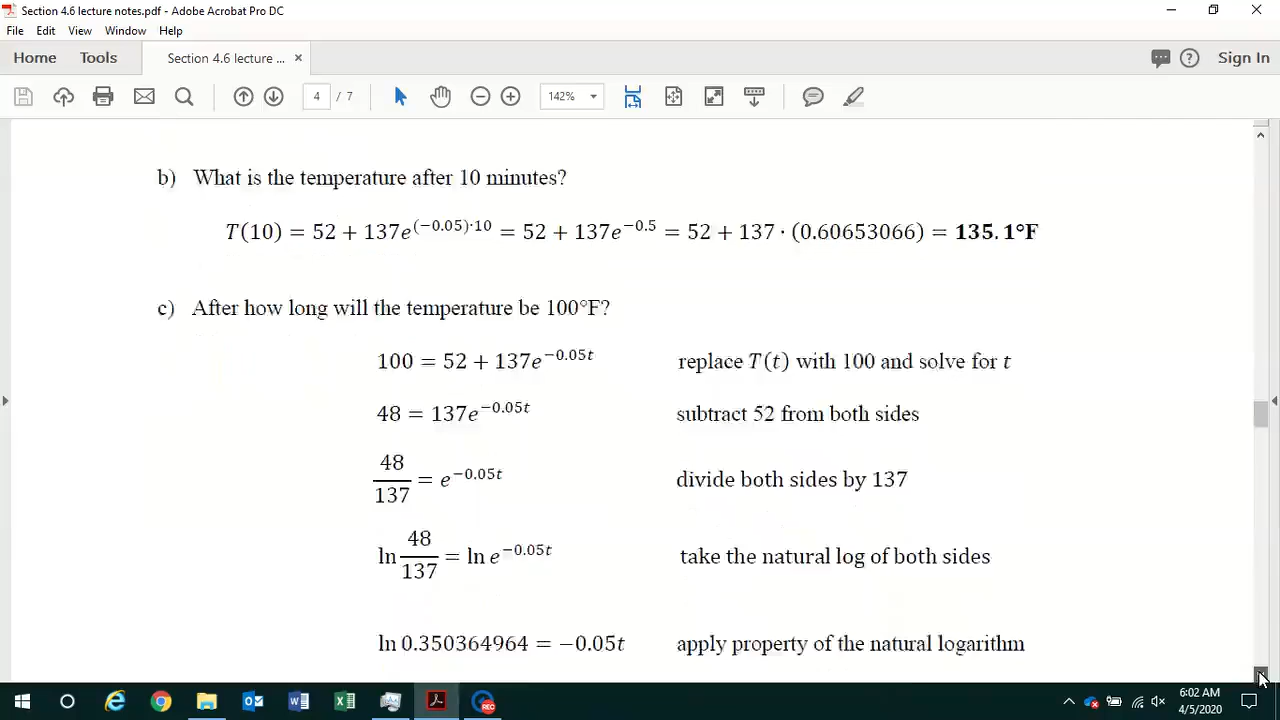 Section 4.6 lecture notes.pdf - Adobe Acrobat Pro DC
File Edit View Window Help
Home Tools Section 4.6 lecture ... × Sign In
4 / 7 142%
b) What is the temperature after 10 minutes?
T(10) = 52 + 137e^(−0.05)·10 = 52 + 137e^−0.5 = 52 + 137 · (0.60653066) = 135.1°F
c) After how long will the temperature be 100°F?
100 = 52 + 137e^−0.05t replace T(t) with 100 and solve for t
48 = 137e^−0.05t subtract 52 from both sides
48/137 = e^−0.05t divide both sides by 137
ln 48/137 = ln e^−0.05t take the natural log of both sides
ln 0.350364964 = −0.05t apply property of the natural logarithm
REC
6:02 AM
4/5/2020